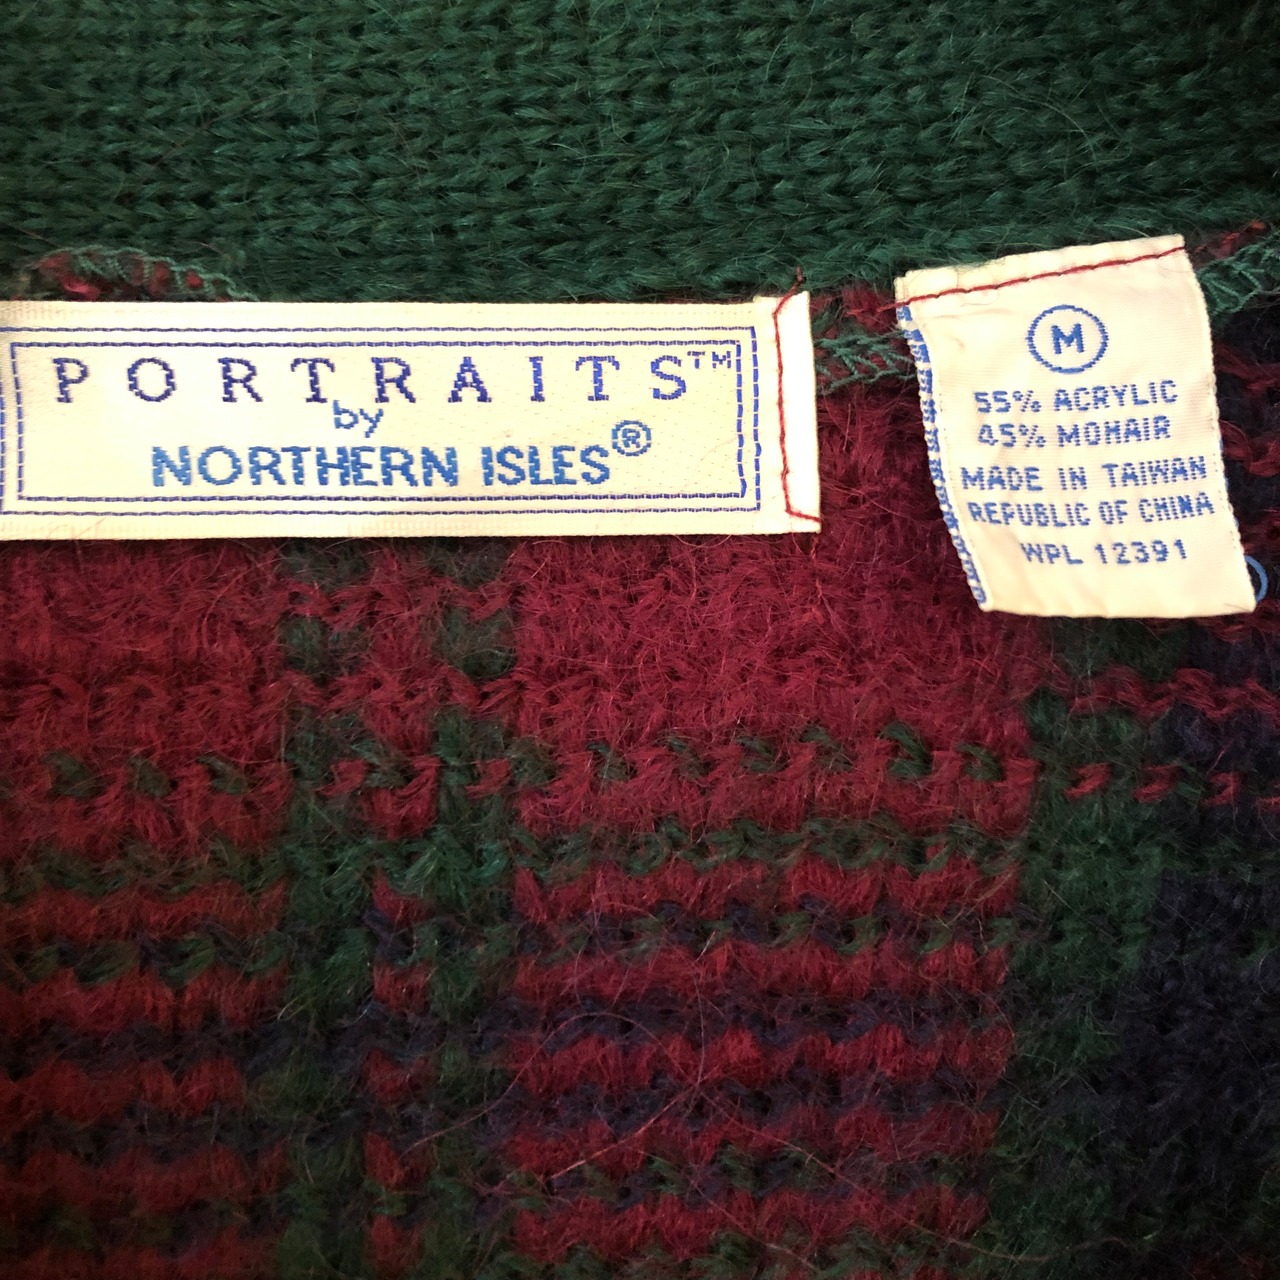 PORTRAITS™
by
NORTHERN ISLES®
M
55% ACRYLIC
45% MOHAIR
MADE IN TAIWAN
REPUBLIC OF CHINA
WPL 12391